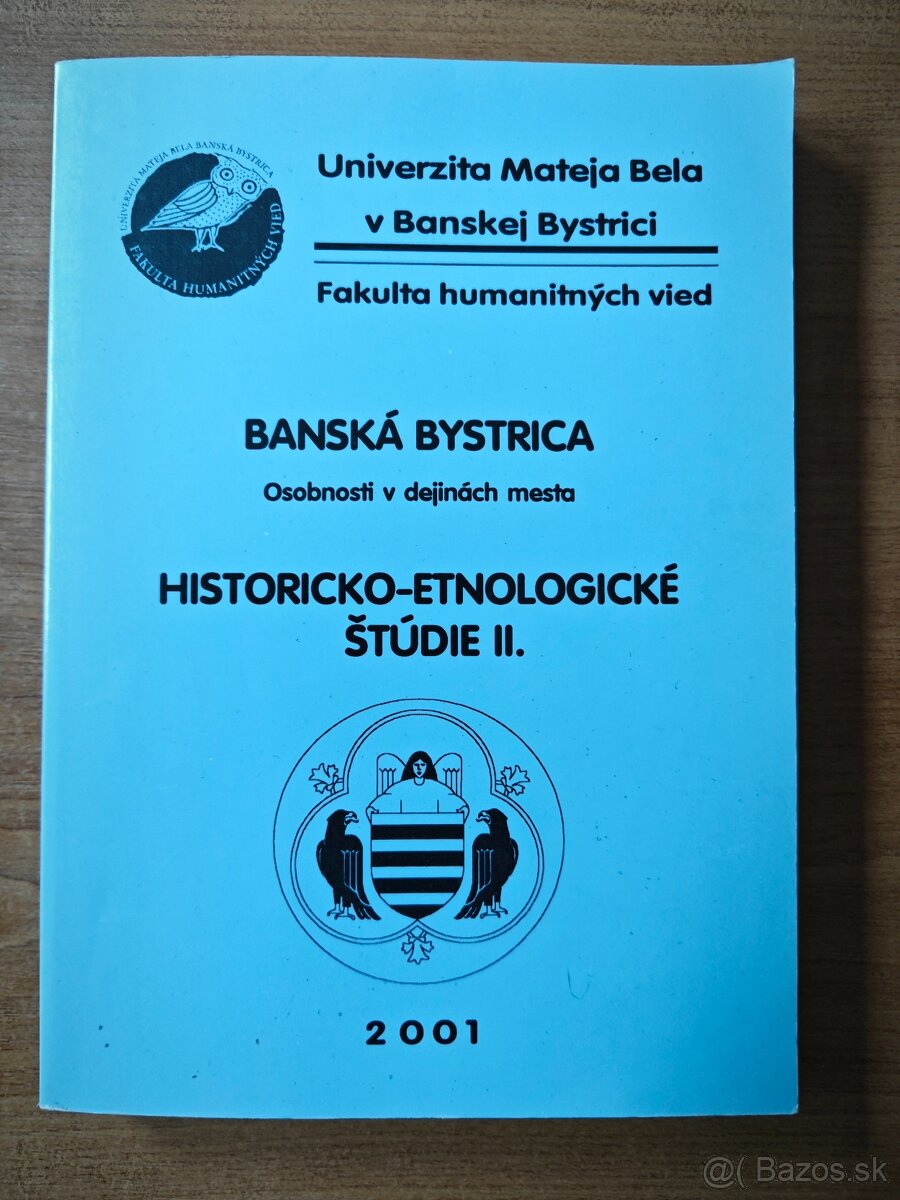 UNIVERZITA MATEJA BELA BANSKÁ BYSTRICA
FAKULTA HUMANITNÝCH VIED
Univerzita Mateja Bela
v Banskej Bystrici
Fakulta humanitných vied
BANSKÁ BYSTRICA
Osobnosti v dejinách mesta
HISTORICKO-ETNOLOGICKÉ
ŠTÚDIE II.
2001
@( Bazos.sk